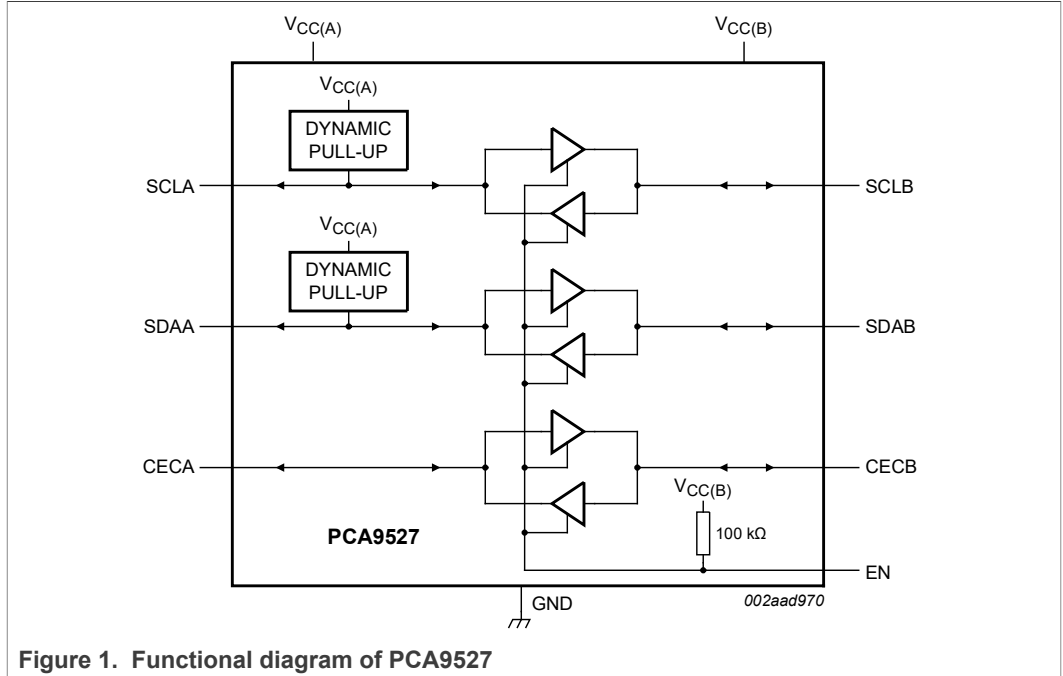 VCC(A)
VCC(B)
VCC(A)
DYNAMIC
PULL-UP
SCLA
SCLB
VCC(A)
DYNAMIC
PULL-UP
SDAA
SDAB
CECA
CECB
VCC(B)
100 kΩ
PCA9527
EN
GND
002aad970
Figure 1. Functional diagram of PCA9527